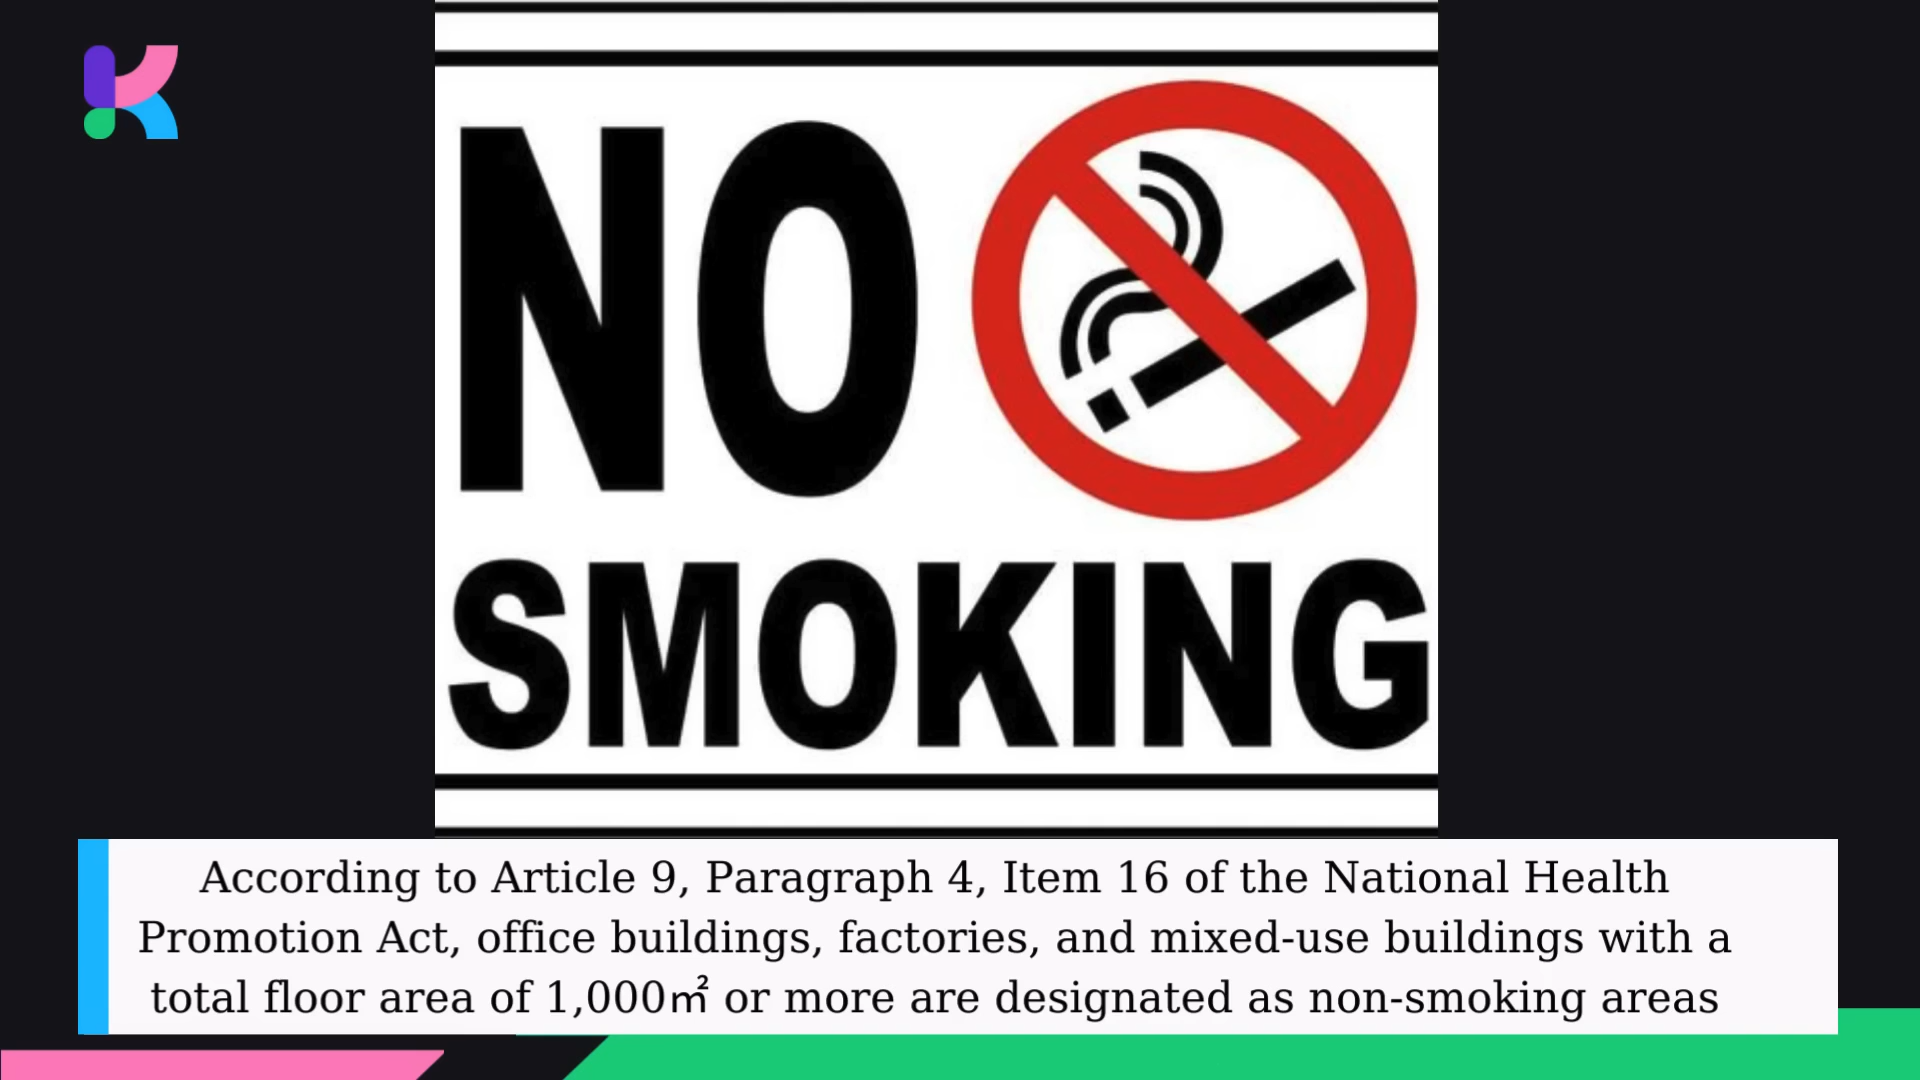 NO
SMOKING
According to Article 9, Paragraph 4, Item 16 of the National Health
Promotion Act, office buildings, factories, and mixed-use buildings with a
total floor area of 1,000㎡ or more are designated as non-smoking areas